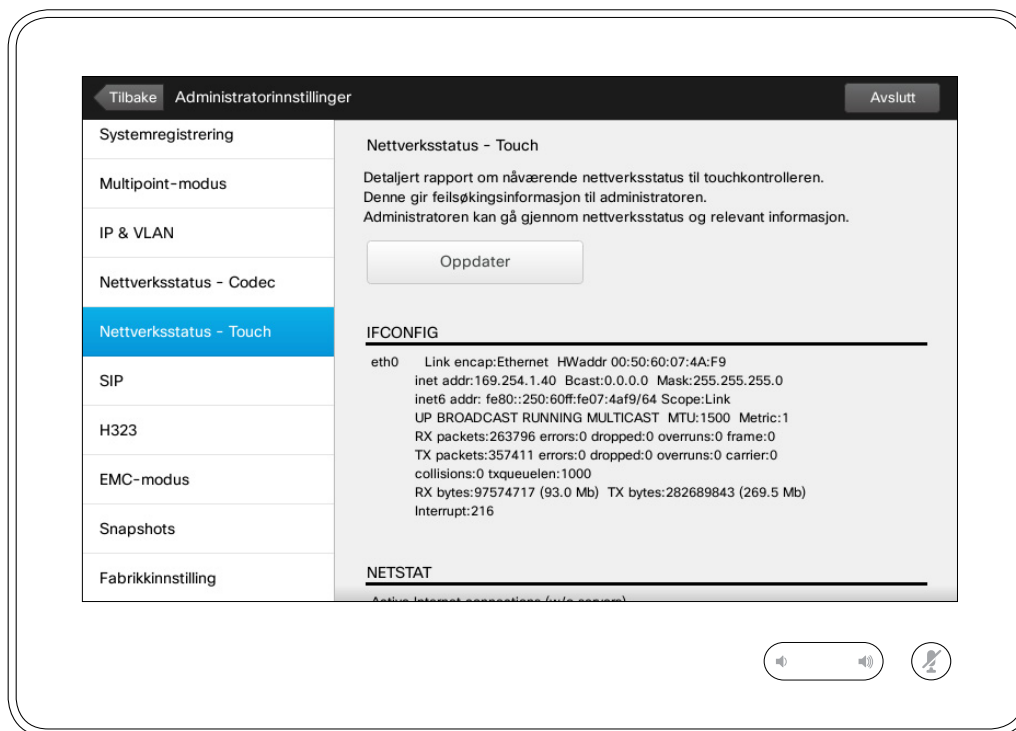 Tilbake Administratorinnstillinger Avslutt
Systemregistrering
Multipoint-modus
IP & VLAN
Nettverksstatus - Codec
Nettverksstatus - Touch
SIP
H323
EMC-modus
Snapshots
Fabrikkinnstilling
Nettverksstatus - Touch
Detaljert rapport om nåværende nettverksstatus til touchkontrolleren.
Denne gir feilsøkingsinformasjon til administratoren.
Administratoren kan gå gjennom nettverksstatus og relevant informasjon.
Oppdater
IFCONFIG
eth0 Link encap:Ethernet HWaddr 00:50:60:07:4A:F9
inet addr:169.254.1.40 Bcast:0.0.0.0 Mask:255.255.255.0
inet6 addr: fe80::250:60ff:fe07:4af9/64 Scope:Link
UP BROADCAST RUNNING MULTICAST MTU:1500 Metric:1
RX packets:263796 errors:0 dropped:0 overruns:0 frame:0
TX packets:357411 errors:0 dropped:0 overruns:0 carrier:0
collisions:0 txqueuelen:1000
RX bytes:97574717 (93.0 Mb) TX bytes:282689843 (269.5 Mb)
Interrupt:216
NETSTAT
Active Internet connections (w/o servers)